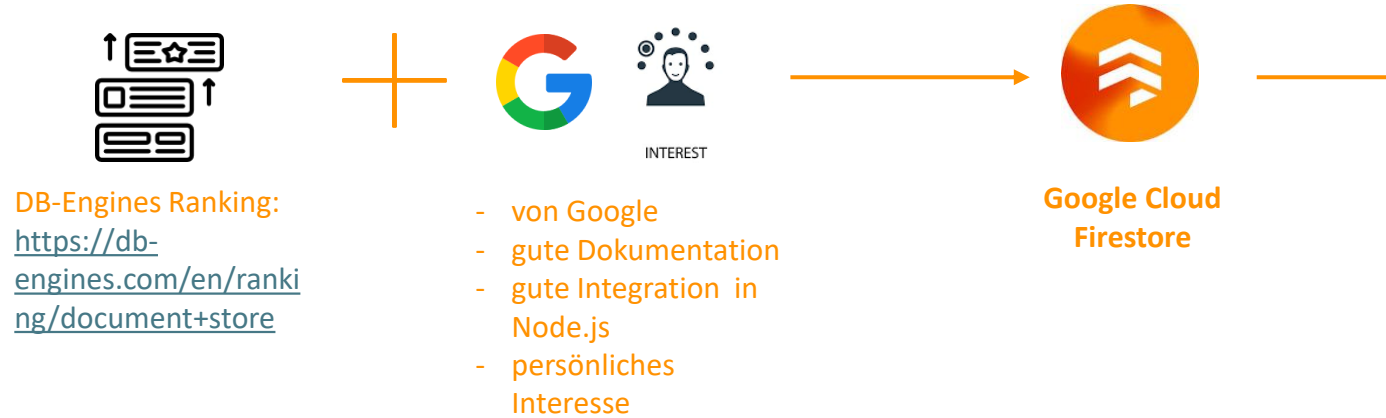 INTEREST
DB-Engines Ranking:
https://db-
engines.com/en/ranki
ng/document+store
- von Google
- gute Dokumentation
- gute Integration in
Node.js
- persönliches
Interesse
Google Cloud
Firestore